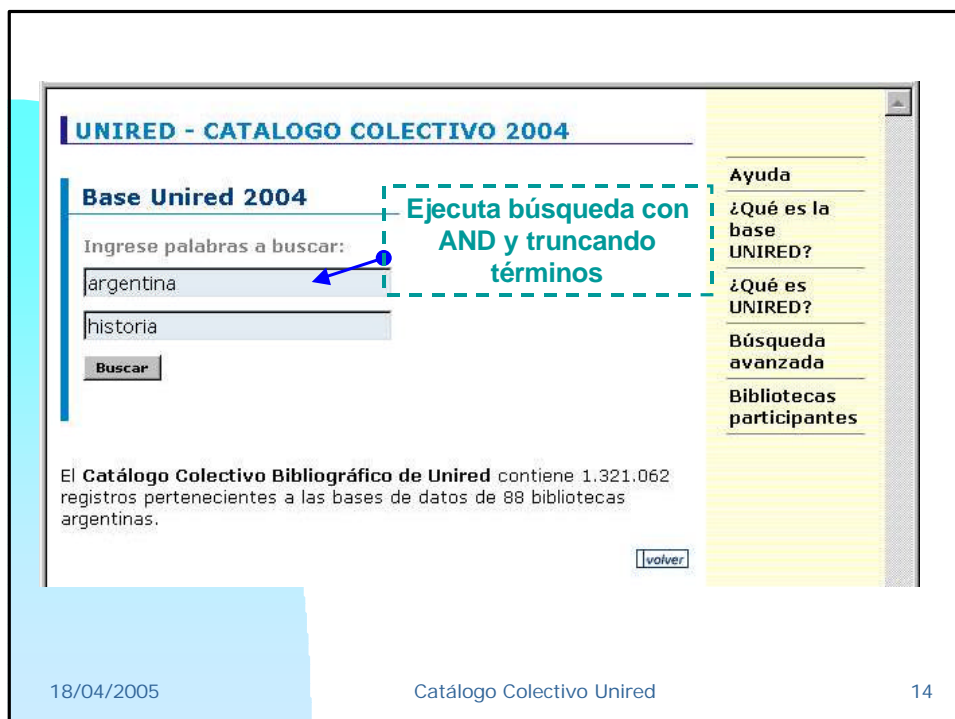 UNIRED - CATALOGO COLECTIVO 2004
Base Unired 2004
Ingrese palabras a buscar:
argentina
historia
Buscar
Ejecuta búsqueda con
AND y truncando
términos
El Catálogo Colectivo Bibliográfico de Unired contiene 1.321.062
registros pertenecientes a las bases de datos de 88 bibliotecas
argentinas.
volver
Ayuda
¿Qué es la
base
UNIRED?
¿Qué es
UNIRED?
Búsqueda
avanzada
Bibliotecas
participantes
18/04/2005
Catálogo Colectivo Unired
14